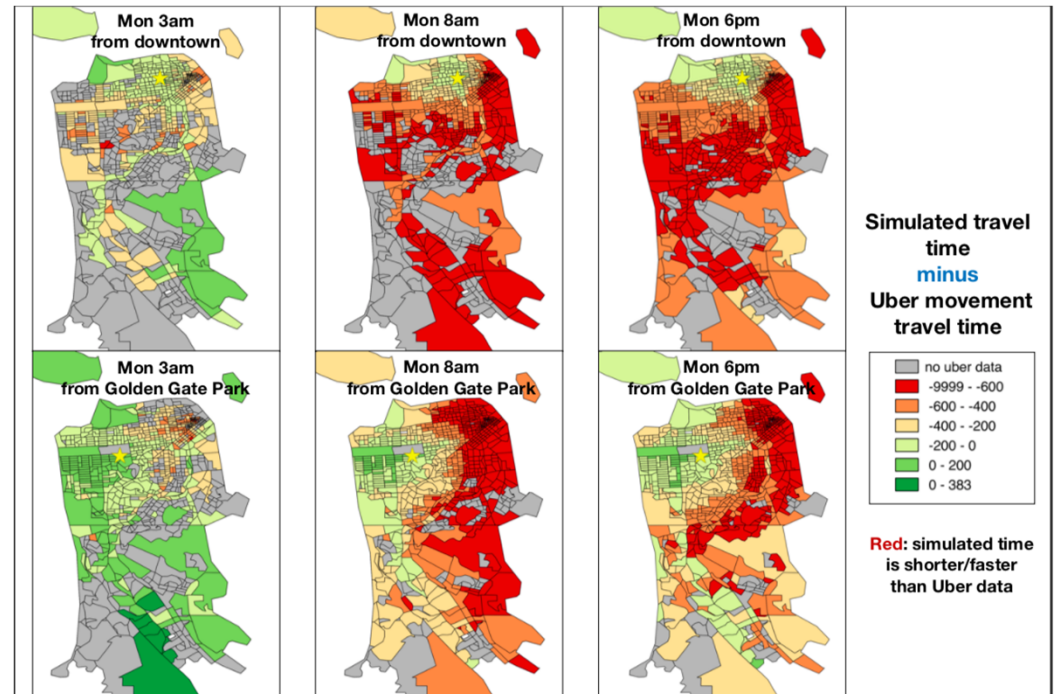 Mon 3am
from downtown
Mon 8am
from downtown
Mon 6pm
from downtown
Mon 3am
from Golden Gate Park
Mon 8am
from Golden Gate Park
Mon 6pm
from Golden Gate Park
Simulated travel
time
minus
Uber movement
travel time
no uber data
-9999 - -600
-600 - -400
-400 - -200
-200 - 0
0 - 200
0 - 383
Red: simulated time
is shorter/faster
than Uber data